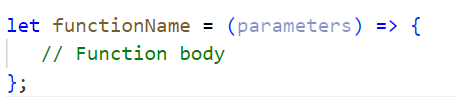 let functionName = (parameters) => {
   // Function body
};